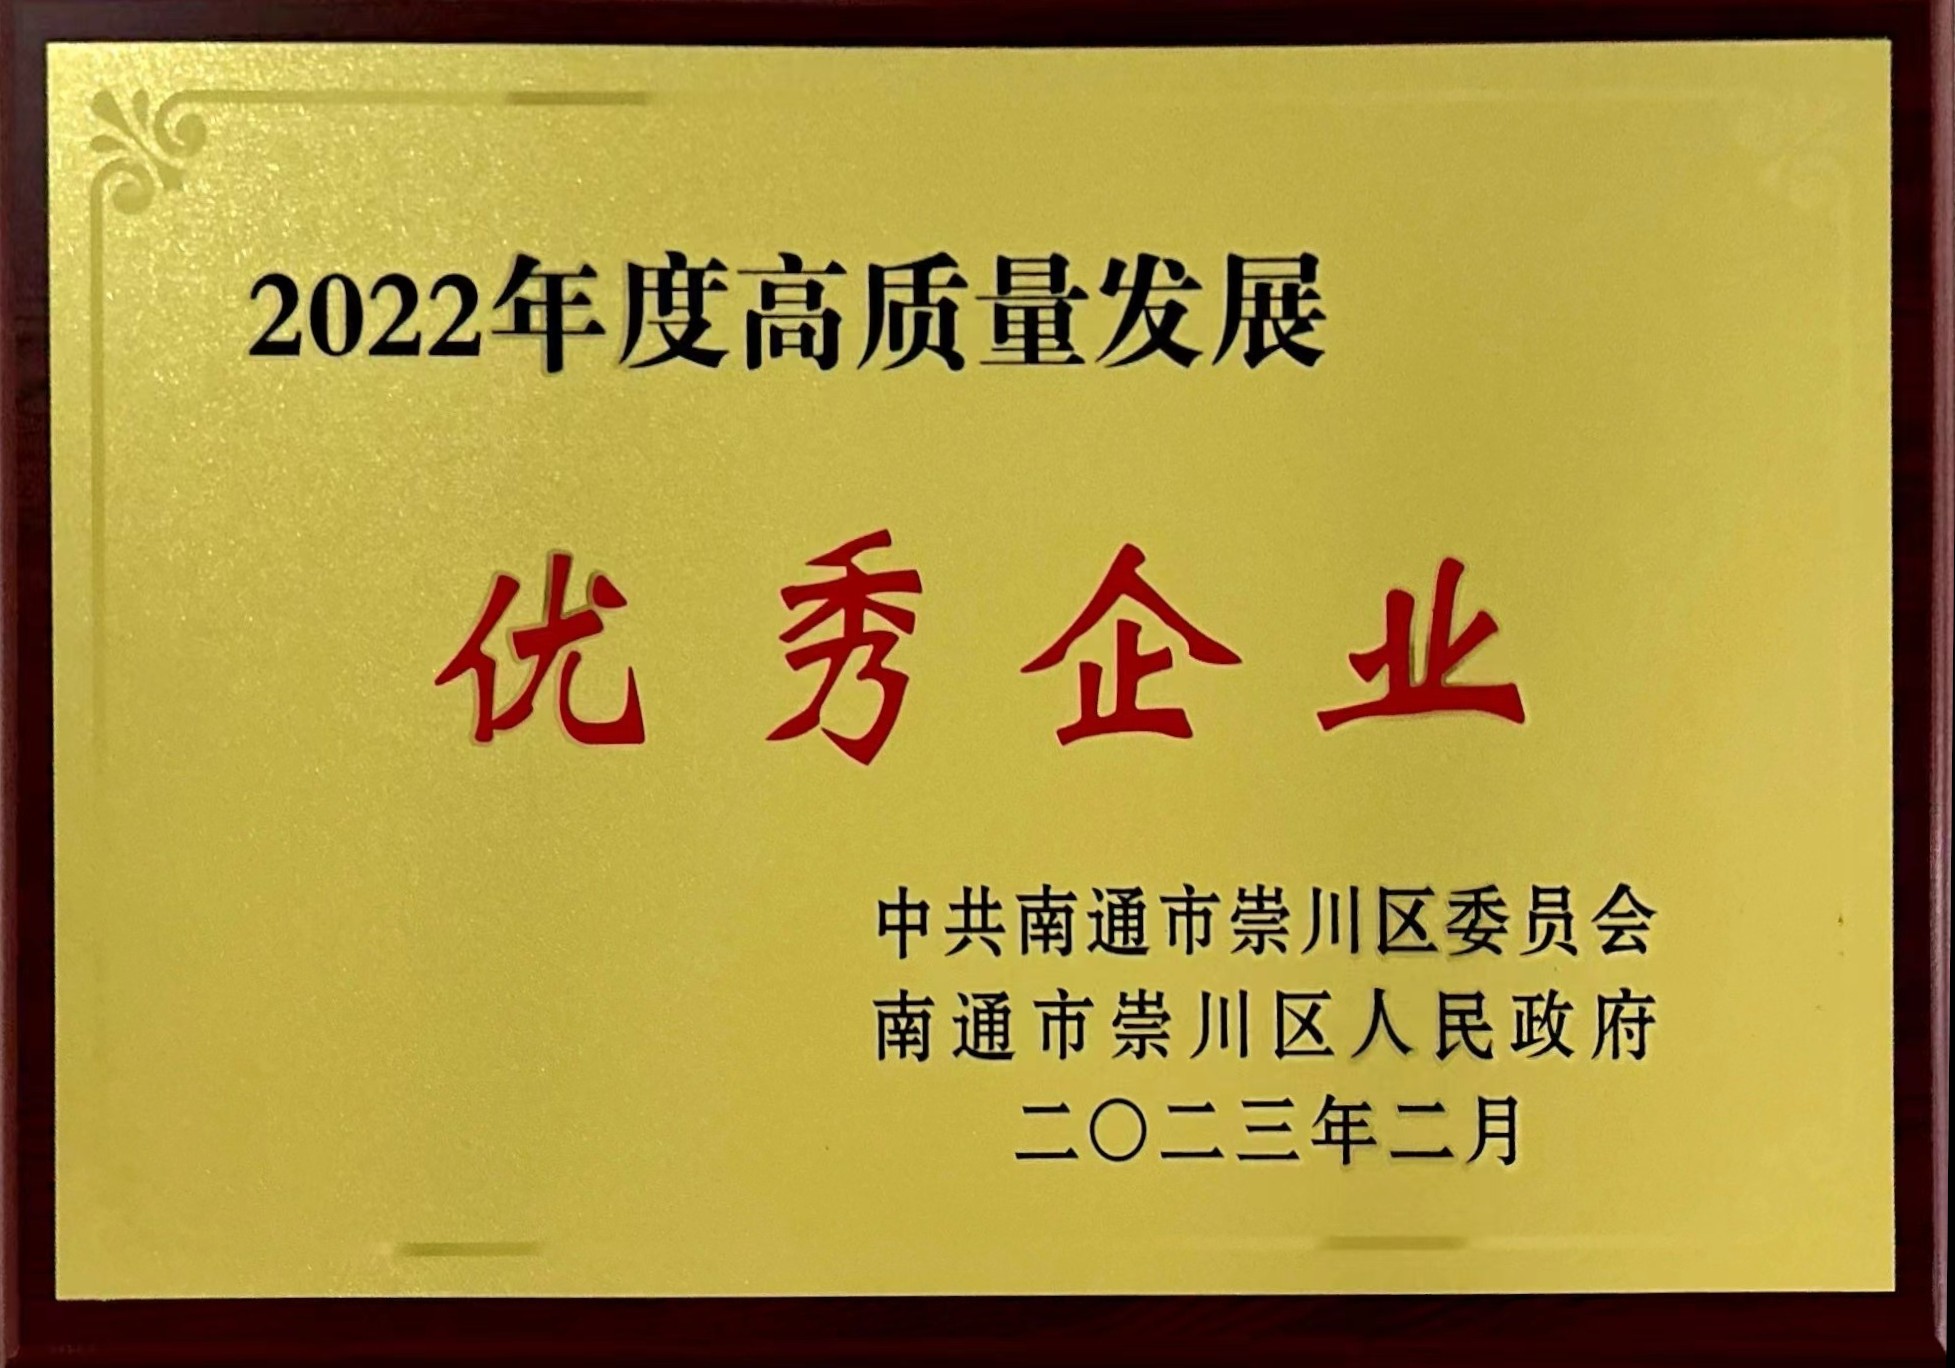 2022年度高质量发展
优秀企业
中共南通市崇川区委员会
南通市崇川区人民政府
二〇二三年二月